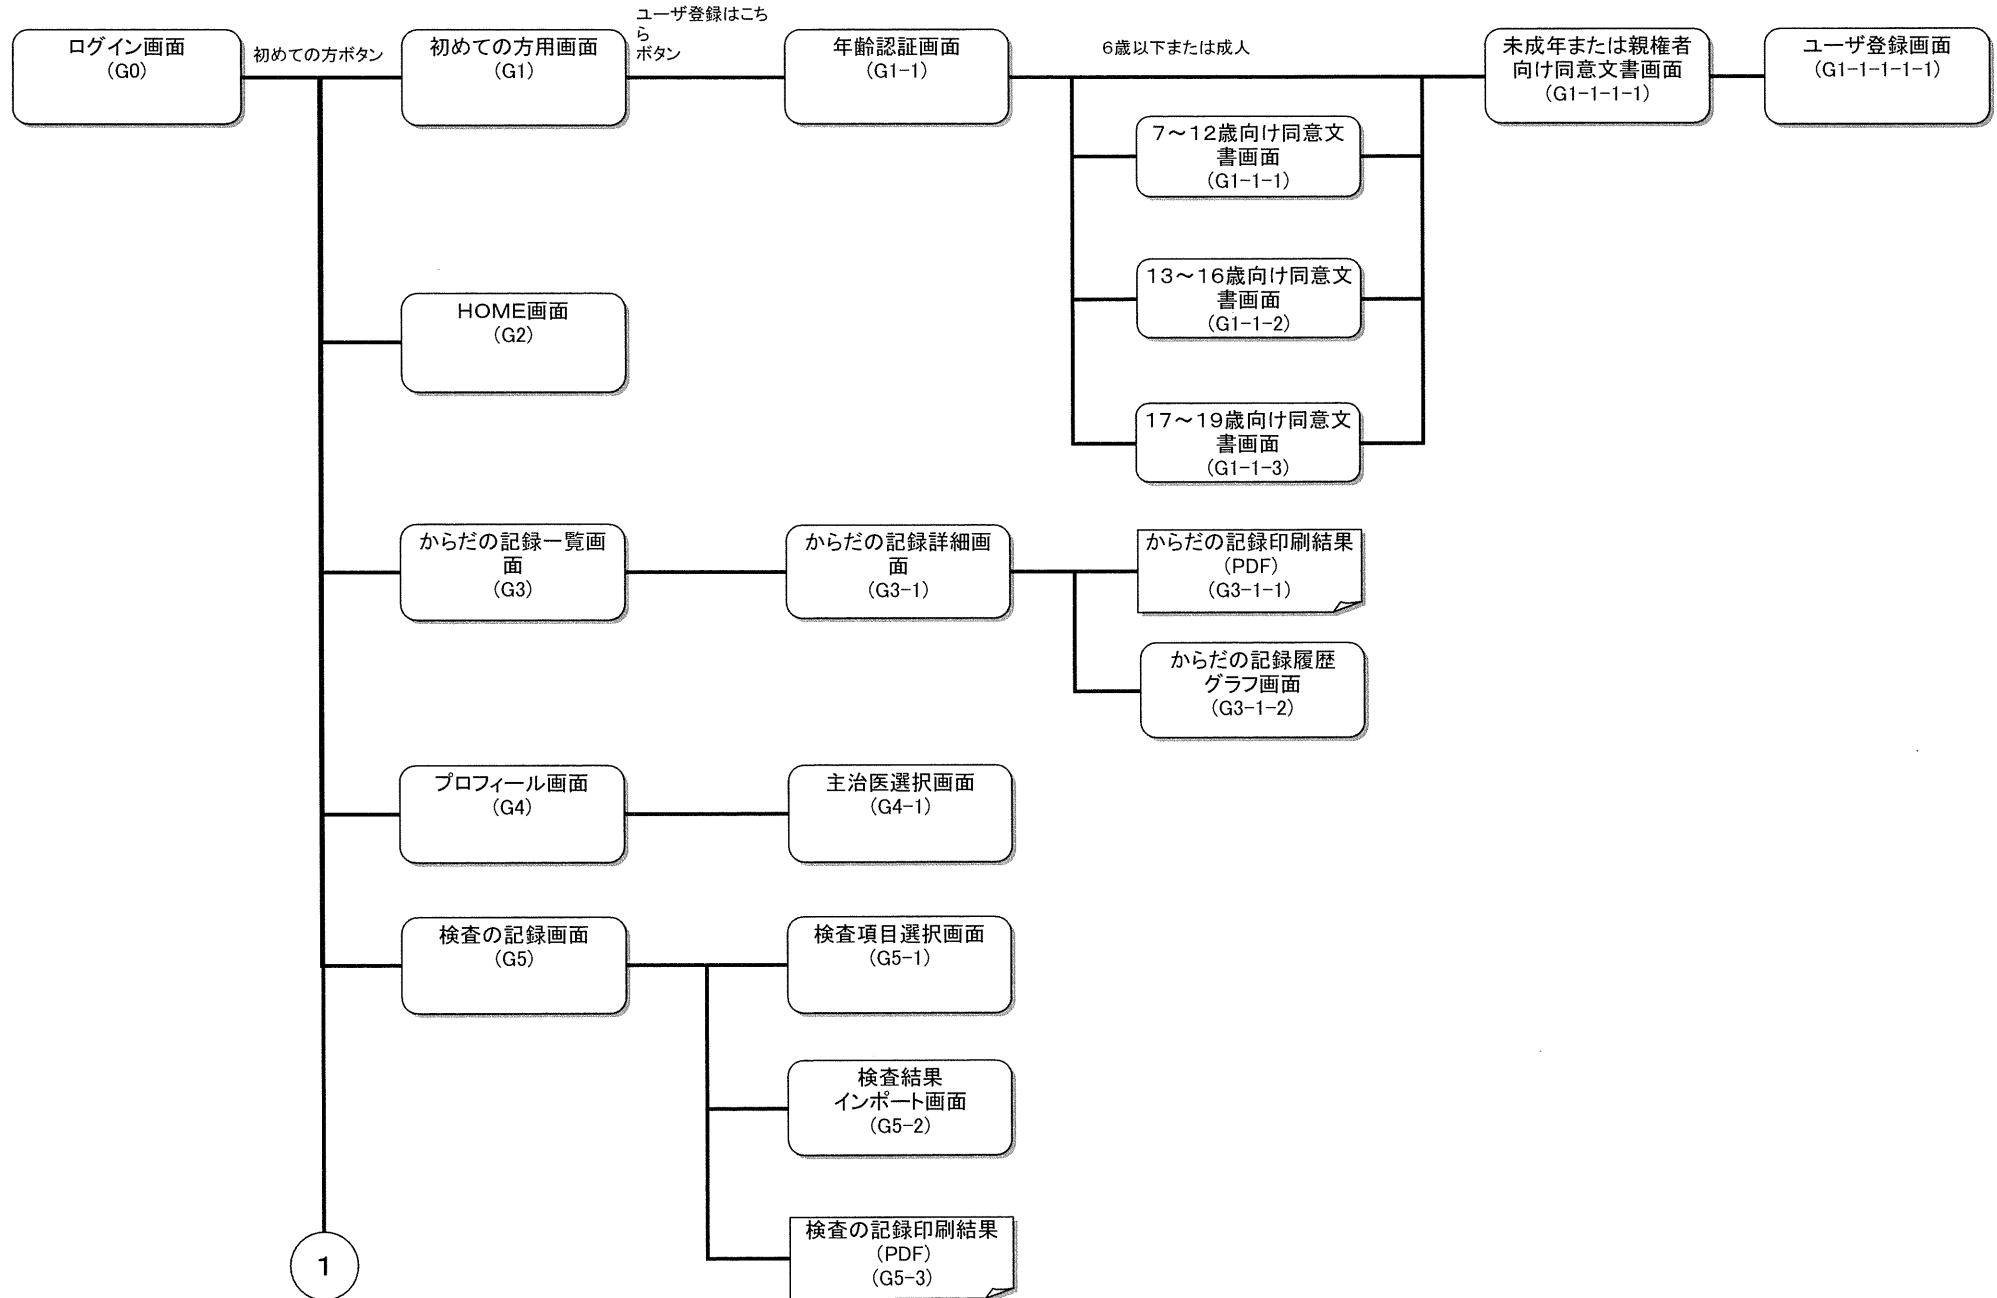 ログイン画面
(G0)
初めての方ボタン
初めての方用画面
(G1)
ユーザ登録はこち
ら
ボタン
年齢認証画面
(G1-1)
6歳以下または成人
未成年または親権者
向け同意文書画面
(G1-1-1-1)
ユーザ登録画面
(G1-1-1-1-1)
7～12歳向け同意文
書画面
(G1-1-1)
13～16歳向け同意文
書画面
(G1-1-2)
17～19歳向け同意文
書画面
(G1-1-3)
HOME画面
(G2)
からだの記録一覧画
面
(G3)
からだの記録詳細画
面
(G3-1)
からだの記録印刷結果
(PDF)
(G3-1-1)
からだの記録履歴
グラフ画面
(G3-1-2)
プロフィール画面
(G4)
主治医選択画面
(G4-1)
検査の記録画面
(G5)
検査項目選択画面
(G5-1)
検査結果
インポート画面
(G5-2)
検査の記録印刷結果
(PDF)
(G5-3)
1